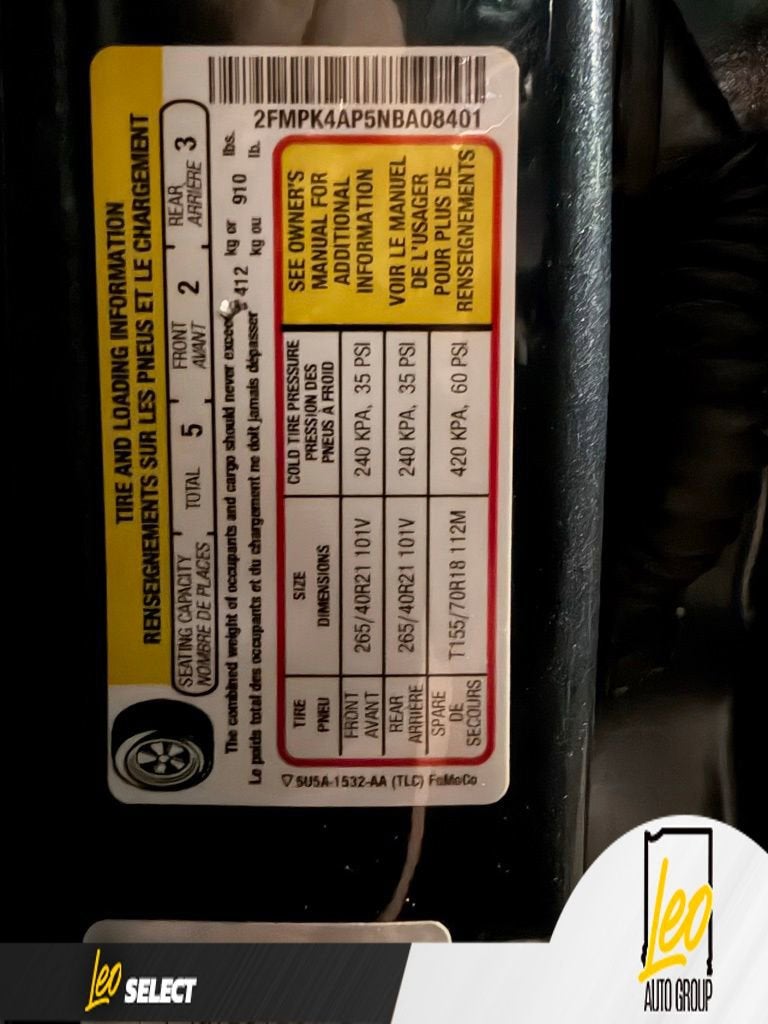 2FMPK4AP5NBA08401
TIRE AND LOADING INFORMATION
RENSEIGNEMENTS SUR LES PNEUS ET LE CHARGEMENT
SEATING CAPACITY TOTAL 5 FRONT 2 REAR 3
NOMBRE DE PLACES AVANT ARRIÈRE
The combined weight of occupants and cargo should never exceed 412 kg or 910 lbs.
Le poids total des occupants et du chargement ne doit jamais dépasser kg ou lb.
TIRE SIZE COLD TIRE PRESSURE
PNEU DIMENSIONS PRESSION DES
PNEUS À FROID
FRONT 265/40R21 101V 240 KPA, 35 PSI
AVANT
REAR 265/40R21 101V 240 KPA, 35 PSI
ARRIÈRE
SPARE T155/70R18 112M 420 KPA, 60 PSI
DE
SECOURS
SEE OWNER'S
MANUAL FOR
ADDITIONAL
INFORMATION
VOIR LE MANUEL
DE L'USAGER
POUR PLUS DE
RENSEIGNEMENTS
5U5A-1532-AA (TLC) FoMoCo
Leo SELECT
Leo
AUTO GROUP